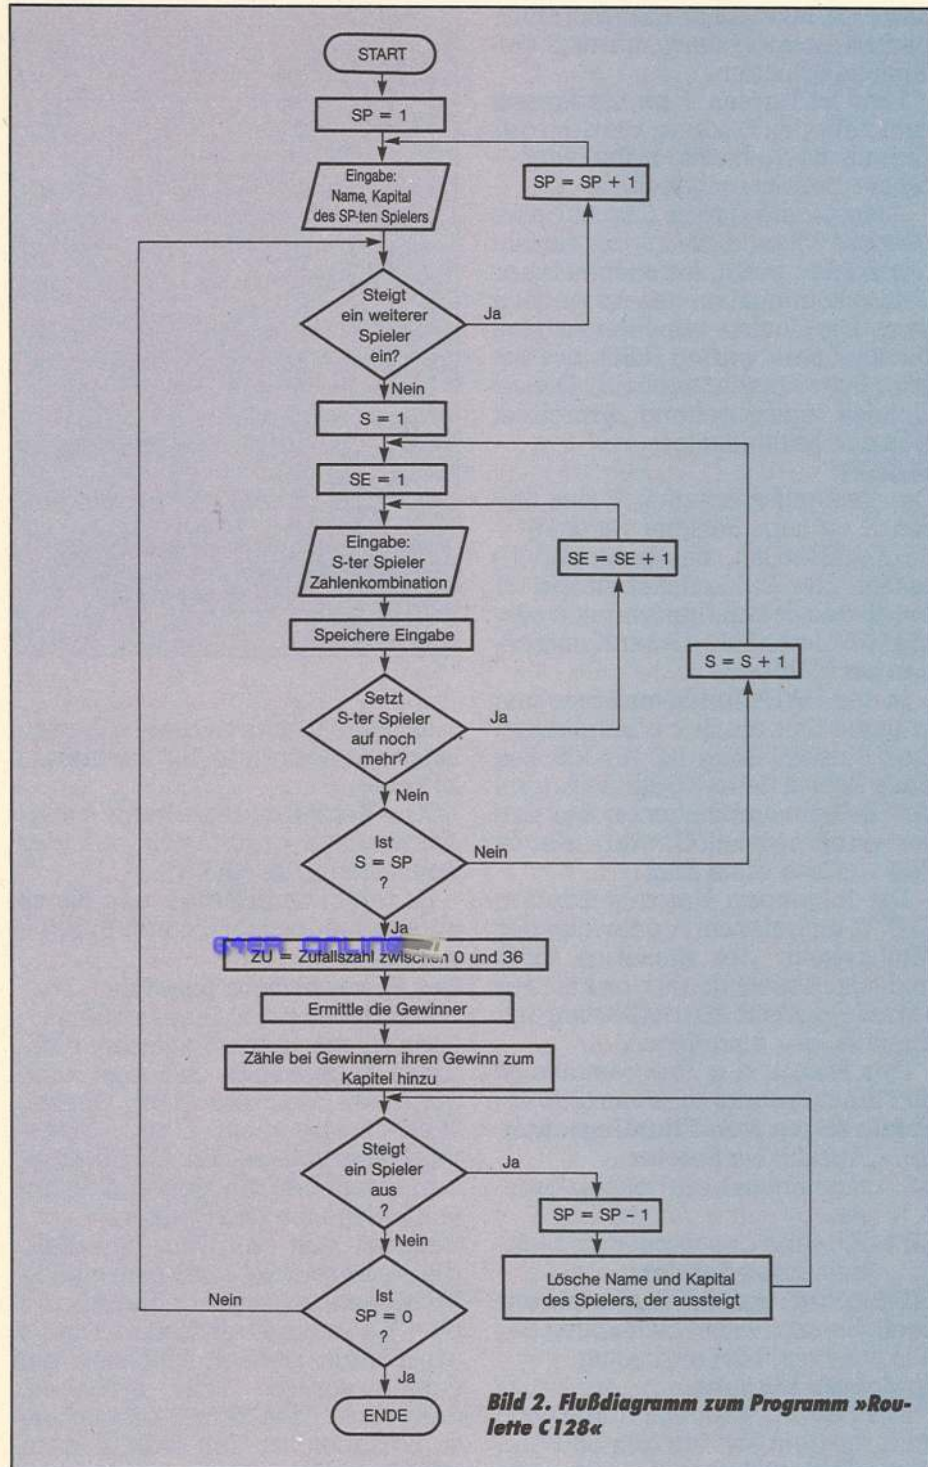 START
SP = 1
SP = SP + 1
Eingabe:
Name, Kapital
des SP-ten Spielers
Steigt
ein weiterer
Spieler
ein?
Ja
Nein
S = 1
SE = 1
Eingabe:
S-ter Spieler
Zahlenkombination
SE = SE + 1
Speichere Eingabe
S = S + 1
Setzt
S-ter Spieler
auf noch
mehr?
Ja
Nein
Ist
S = SP
?
Nein
Ja
64ER ONLINE
ZU = Zufallszahl zwischen 0 und 36
Ermittle die Gewinner
Zähle bei Gewinnern ihren Gewinn zum
Kapitel hinzu
Steigt
ein Spieler
aus
?
Ja
SP = SP - 1
Nein
Lösche Name und Kapital
des Spielers, der aussteigt
Ist
SP = 0
?
Nein
Ja
ENDE
Bild 2. Flußdiagramm zum Programm »Rou-
lette C128«